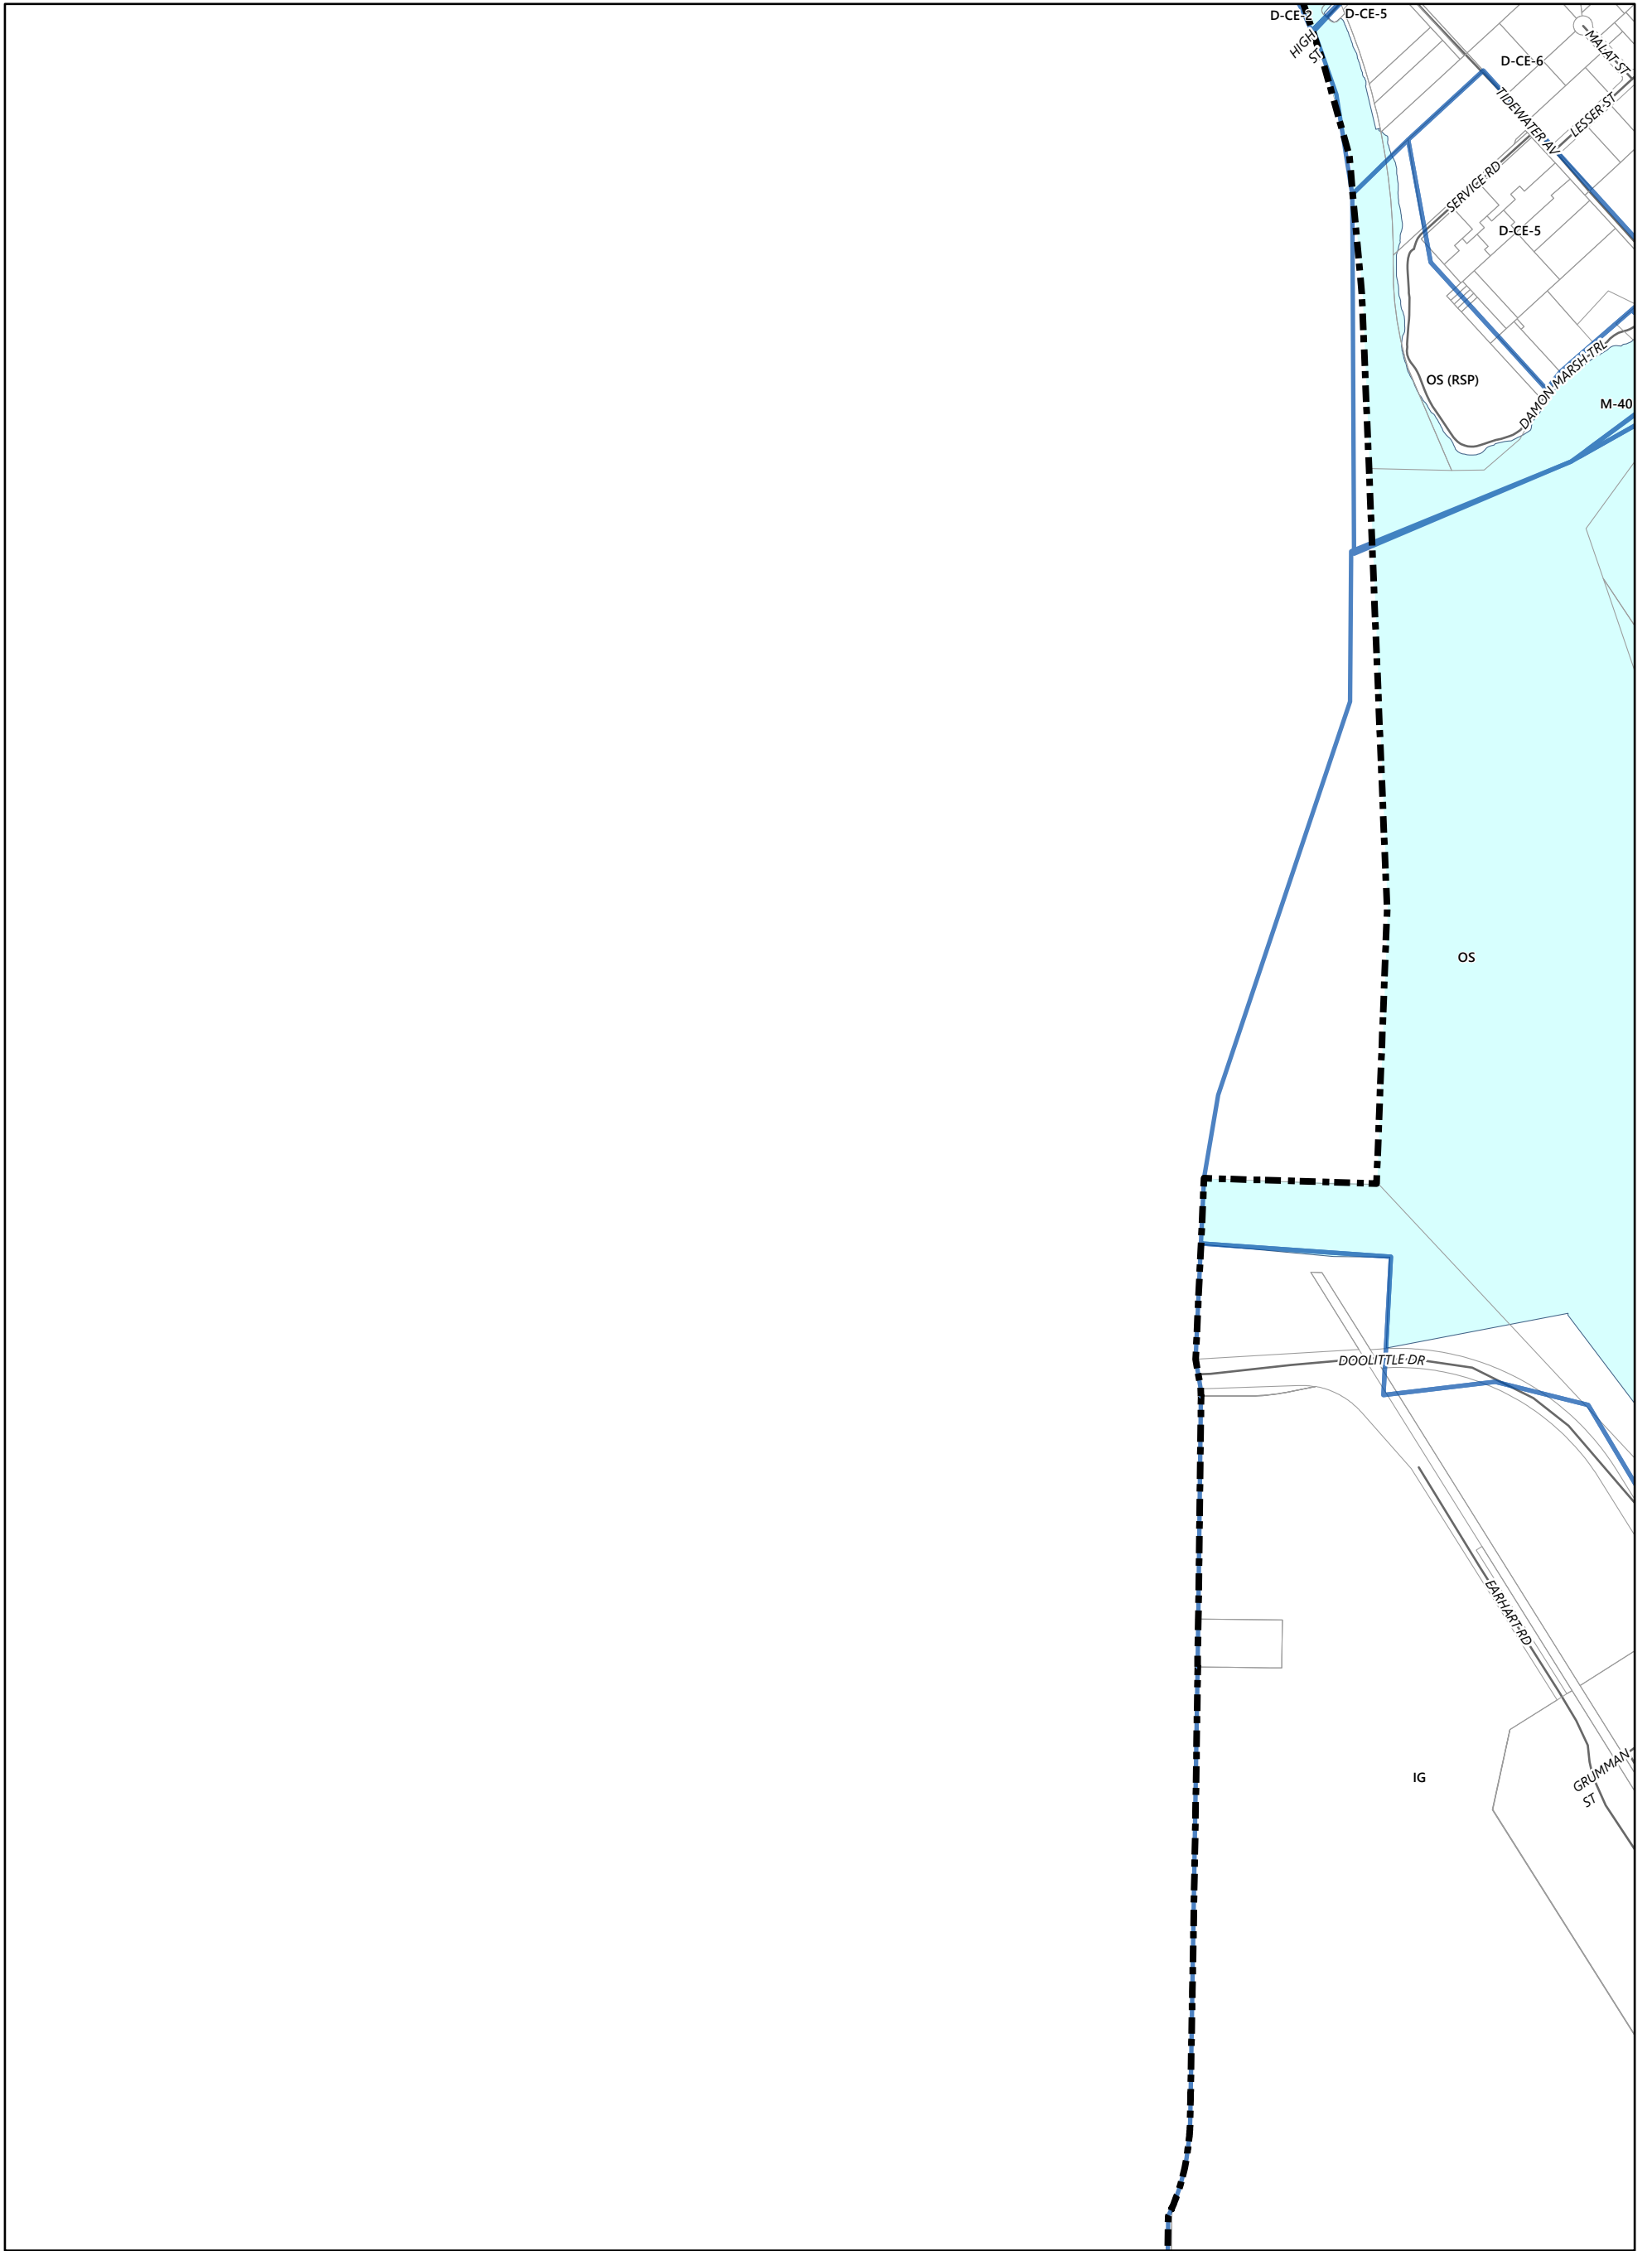 D-CE-2
D-CE-5
HIGH
ST
MALAT ST
D-CE-6
TIDEWATER AV
LESSER ST
SERVICE RD
D-CE-5
DAMON MARSH TRL
OS (RSP)
M-40
OS
DOOLITTLE DR
EARHART RD
GRUMMAN
ST
IG